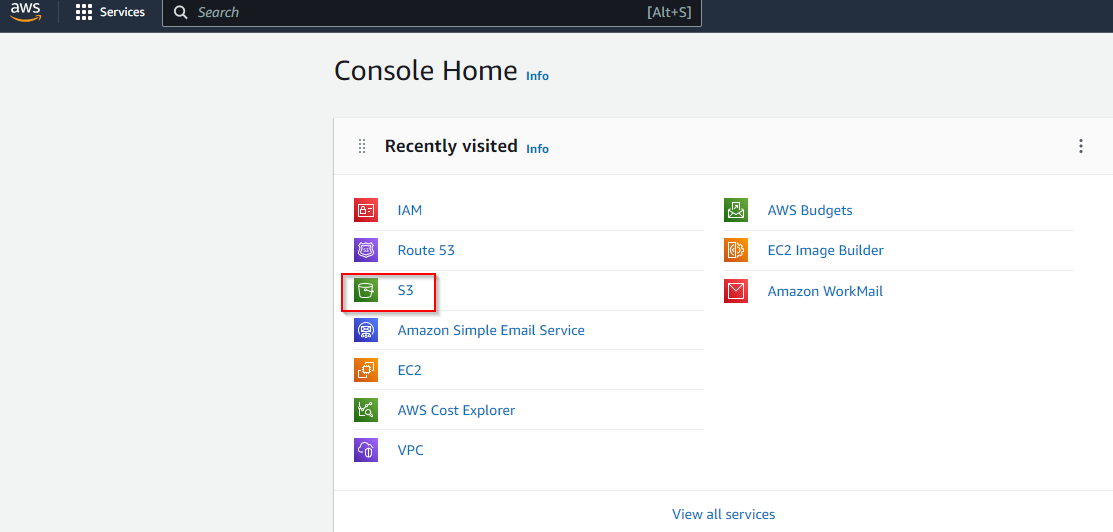 aws
Services
Search
[Alt+S]
Console Home Info
Recently visited Info
IAM
Route 53
S3
Amazon Simple Email Service
EC2
AWS Cost Explorer
VPC
AWS Budgets
EC2 Image Builder
Amazon WorkMail
View all services